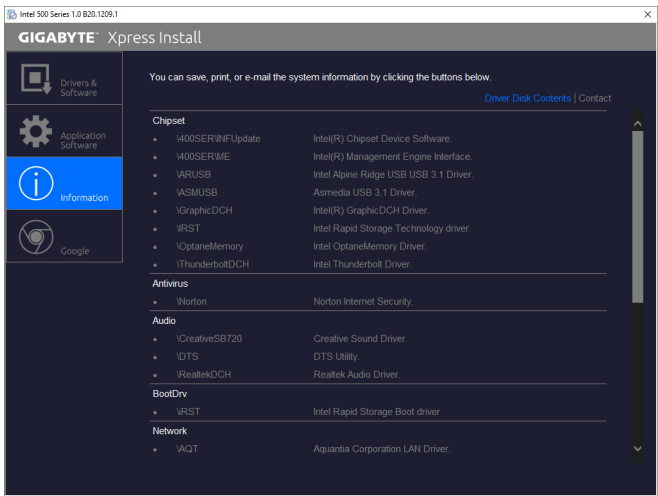 Intel 500 Series 1.0 B20.1209.1
GIGABYTE™ Xpress Install
Drivers &
Software
Application
Software
Information
Google
You can save, print, or e-mail the system information by clicking the buttons below.
Driver Disk Contents | Contact
Chipset
• \400SER\INFUpdate Intel(R) Chipset Device Software.
• \400SER\ME Intel(R) Management Engine Interface.
• \ARUSB Intel Alpine Ridge USB USB 3.1 Driver.
• \ASMUSB Asmedia USB 3.1 Driver.
• \GraphicDCH Intel(R) GraphicDCH Driver.
• \IRST Intel Rapid Storage Technology driver.
• \OptaneMemory Intel OptaneMemory Driver.
• \ThunderboltDCH Intel Thunderbolt Driver.
Antivirus
• \Norton Norton Internet Security.
Audio
• \CreativeSB720 Creative Sound Driver.
• \DTS DTS Utility.
• \RealtekDCH Realtek Audio Driver.
BootDrv
• \iRST Intel Rapid Storage Boot driver
Network
• \AQT Aquantia Corporation LAN Driver.